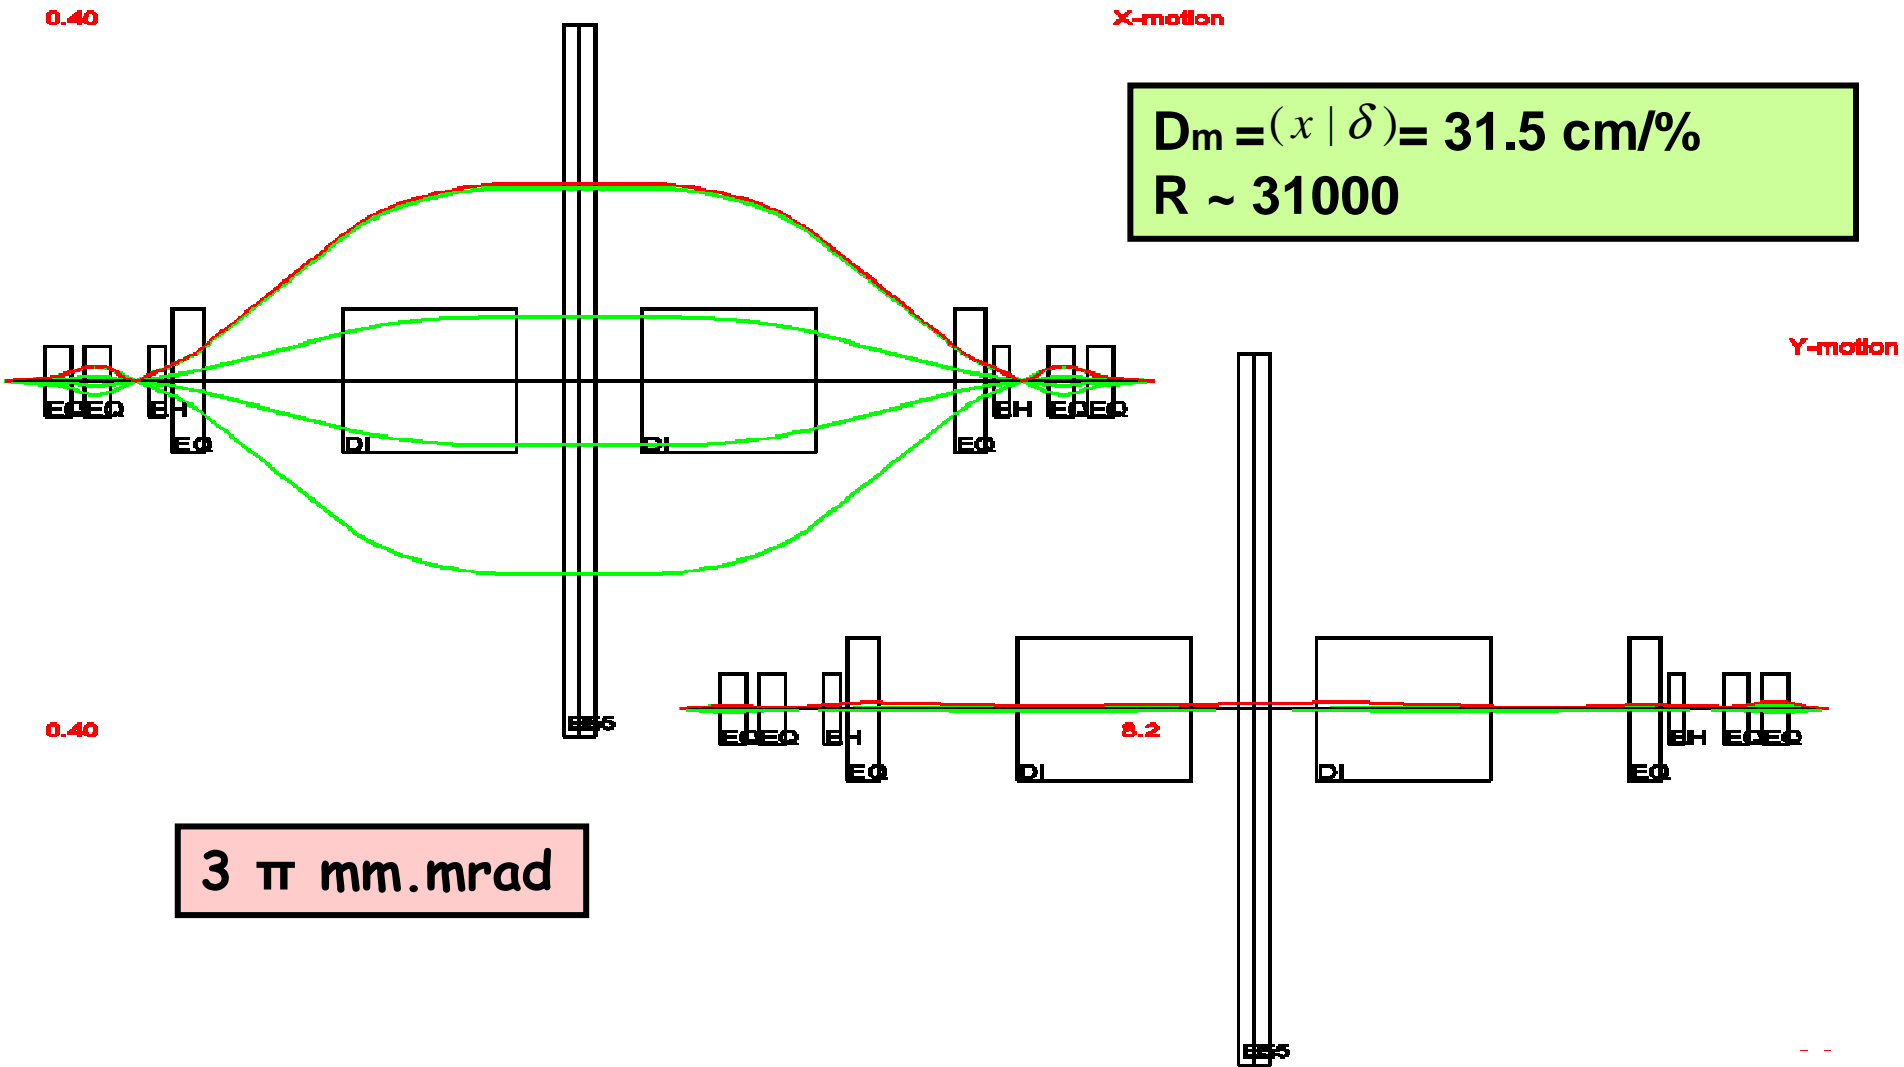 0.40
X-motion
Dm =(x | δ)= 31.5 cm/%
R ~ 31000
Y-motion
EQ EQ EH EH EQ EQ
EQ DI DI EQ
0.40
8.2
EQ EQ EH EH EQ EQ
EQ DI DI EQ
3 π mm.mrad